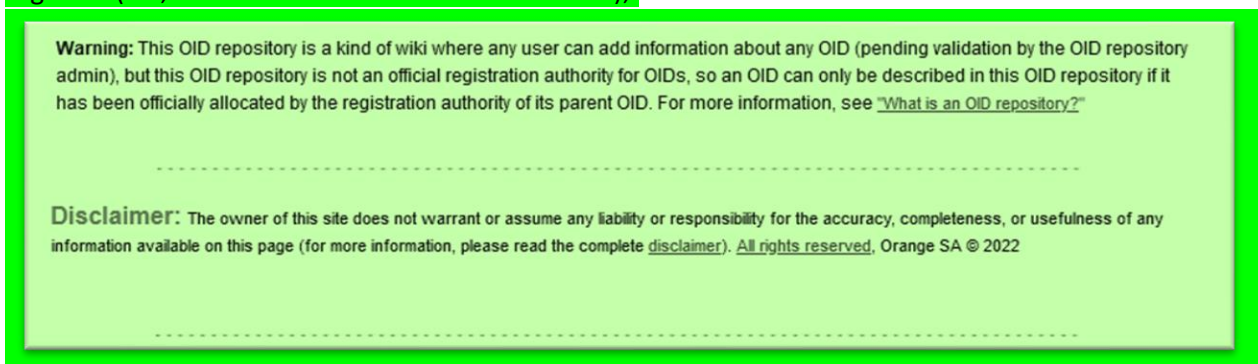 Warning: This OID repository is a kind of wiki where any user can add information about any OID (pending validation by the OID repository
admin), but this OID repository is not an official registration authority for OIDs, so an OID can only be described in this OID repository if it
has been officially allocated by the registration authority of its parent OID. For more information, see "What is an OID repository?"
Disclaimer: The owner of this site does not warrant or assume any liability or responsibility for the accuracy, completeness, or usefulness of any
information available on this page (for more information, please read the complete disclaimer). All rights reserved, Orange SA © 2022